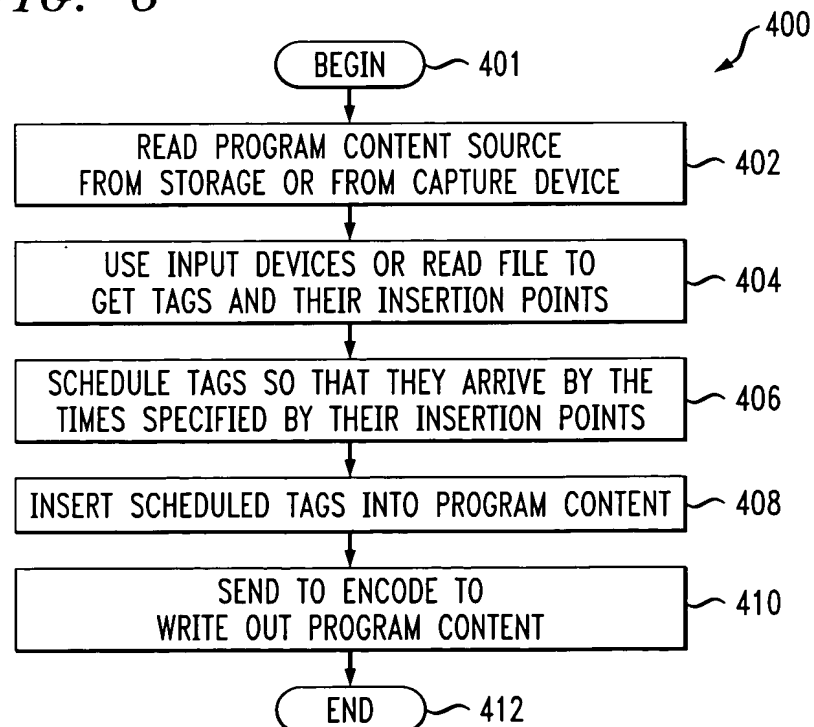 400
BEGIN 401
READ PROGRAM CONTENT SOURCE
FROM STORAGE OR FROM CAPTURE DEVICE
402
USE INPUT DEVICES OR READ FILE TO
GET TAGS AND THEIR INSERTION POINTS
404
SCHEDULE TAGS SO THAT THEY ARRIVE BY THE
TIMES SPECIFIED BY THEIR INSERTION POINTS
406
INSERT SCHEDULED TAGS INTO PROGRAM CONTENT 408
SEND TO ENCODE TO
WRITE OUT PROGRAM CONTENT
410
END 412